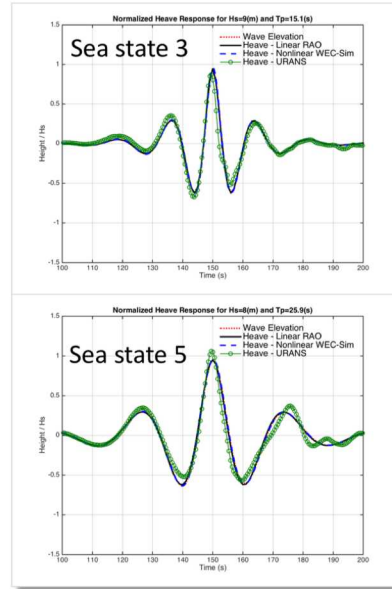 Normalized Heave Response for Hs=9(m) and Tp=15.1(s)
Sea state 3
Wave Elevation
Heave - Linear RAO
Heave - Nonlinear WEC-Sim
Heave - URANS
1.5
1
0.5
0
-0.5
-1
-1.5
Height / Hs
100 110 120 130 140 150 160 170 180 190 200
Time (s)
Normalized Heave Response for Hs=8(m) and Tp=25.9(s)
Sea state 5
Wave Elevation
Heave - Linear RAO
Heave - Nonlinear WEC-Sim
Heave - URANS
1.5
1
0.5
0
-0.5
-1
-1.5
Height / Hs
100 110 120 130 140 150 160 170 180 190 200
Time (s)